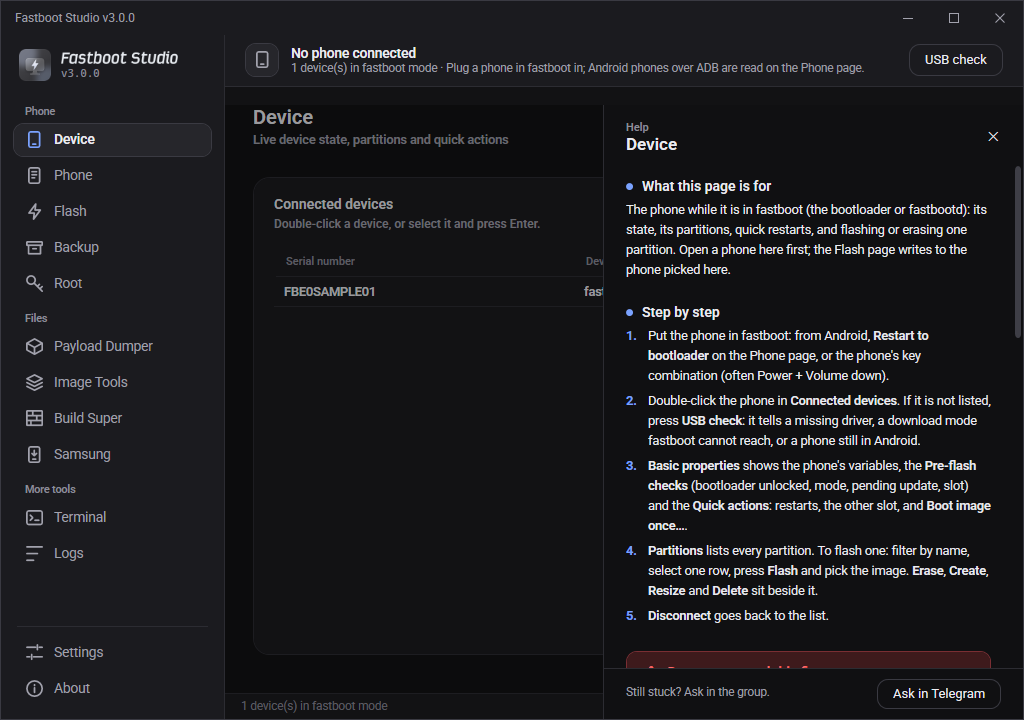 Fastboot Studio v3.0.0
Fastboot Studio
v3.0.0
No phone connected
1 device(s) in fastboot mode · Plug a phone in fastboot in; Android phones over ADB are read on the Phone page.
USB check
Phone
Device
Phone
Flash
Backup
Root
Files
Payload Dumper
Image Tools
Build Super
Samsung
More tools
Terminal
Logs
Settings
About
Device
Live device state, partitions and quick actions
Connected devices
Double-click a device, or select it and press Enter.
Serial number
FBE0SAMPLE01
1 device(s) in fastboot mode
Help
Device
What this page is for
The phone while it is in fastboot (the bootloader or fastbootd): its
state, its partitions, quick restarts, and flashing or erasing one
partition. Open a phone here first; the Flash page writes to the
phone picked here.
Step by step
1. Put the phone in fastboot: from Android, Restart to
bootloader on the Phone page, or the phone's key
combination (often Power + Volume down).
2. Double-click the phone in Connected devices. If it is not listed,
press USB check: it tells a missing driver, a download mode
fastboot cannot reach, or a phone still in Android.
3. Basic properties shows the phone's variables, the Pre-flash
checks (bootloader unlocked, mode, pending update, slot)
and the Quick actions: restarts, the other slot, and Boot image
once….
4. Partitions lists every partition. To flash one: filter by name,
select one row, press Flash and pick the image. Erase, Create,
Resize and Delete sit beside it.
5. Disconnect goes back to the list.
Still stuck? Ask in the group.
Ask in Telegram